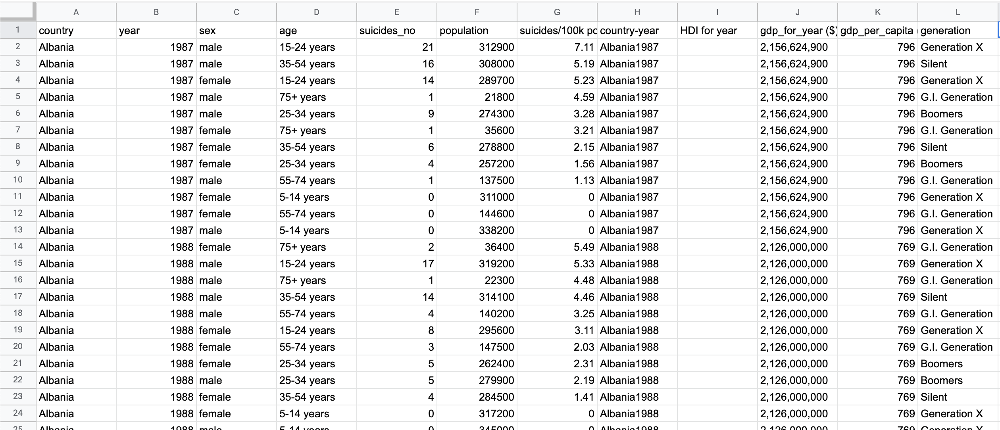 A B C D E F G H I J K L
1 country year sex age suicides_no population suicides/100k po country-year HDI for year gdp_for_year ($) gdp_per_capita ( generation
2 Albania 1987 male 15-24 years 21 312900 7.11 Albania1987 2,156,624,900 796 Generation X
3 Albania 1987 male 35-54 years 16 308000 5.19 Albania1987 2,156,624,900 796 Silent
4 Albania 1987 female 15-24 years 14 289700 5.23 Albania1987 2,156,624,900 796 Generation X
5 Albania 1987 male 75+ years 1 21800 4.59 Albania1987 2,156,624,900 796 G.I. Generation
6 Albania 1987 male 25-34 years 9 274300 3.28 Albania1987 2,156,624,900 796 Boomers
7 Albania 1987 female 75+ years 1 35600 3.21 Albania1987 2,156,624,900 796 G.I. Generation
8 Albania 1987 female 35-54 years 6 278800 2.15 Albania1987 2,156,624,900 796 Silent
9 Albania 1987 female 25-34 years 4 257200 1.56 Albania1987 2,156,624,900 796 Boomers
10 Albania 1987 male 55-74 years 1 137500 1.13 Albania1987 2,156,624,900 796 G.I. Generation
11 Albania 1987 female 5-14 years 0 311000 0 Albania1987 2,156,624,900 796 Generation X
12 Albania 1987 female 55-74 years 0 144600 0 Albania1987 2,156,624,900 796 G.I. Generation
13 Albania 1987 male 5-14 years 0 338200 0 Albania1987 2,156,624,900 796 Generation X
14 Albania 1988 female 75+ years 2 36400 5.49 Albania1988 2,126,000,000 769 G.I. Generation
15 Albania 1988 male 15-24 years 17 319200 5.33 Albania1988 2,126,000,000 769 Generation X
16 Albania 1988 male 75+ years 1 22300 4.48 Albania1988 2,126,000,000 769 G.I. Generation
17 Albania 1988 male 35-54 years 14 314100 4.46 Albania1988 2,126,000,000 769 Silent
18 Albania 1988 male 55-74 years 4 140200 3.25 Albania1988 2,126,000,000 769 G.I. Generation
19 Albania 1988 female 15-24 years 8 295600 3.11 Albania1988 2,126,000,000 769 Generation X
20 Albania 1988 female 55-74 years 3 147500 2.03 Albania1988 2,126,000,000 769 G.I. Generation
21 Albania 1988 female 25-34 years 5 262400 2.31 Albania1988 2,126,000,000 769 Boomers
22 Albania 1988 male 25-34 years 5 279900 2.19 Albania1988 2,126,000,000 769 Boomers
23 Albania 1988 female 35-54 years 4 284500 1.41 Albania1988 2,126,000,000 769 Silent
24 Albania 1988 female 5-14 years 0 317200 0 Albania1988 2,126,000,000 769 Generation X
25 Albania 1988 male 5-14 years 0 345000 0 Albania1988 2,126,000,000 769 Generation X